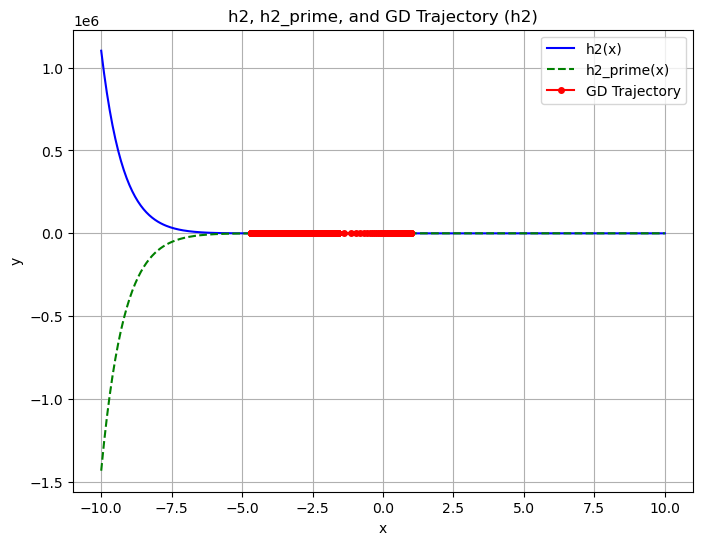 h2, h2_prime, and GD Trajectory (h2)
1e6
h2(x)
h2_prime(x)
GD Trajectory
1.0
0.5
0.0
−0.5
−1.0
−1.5
y
−10.0 −7.5 −5.0 −2.5 0.0 2.5 5.0 7.5 10.0
x